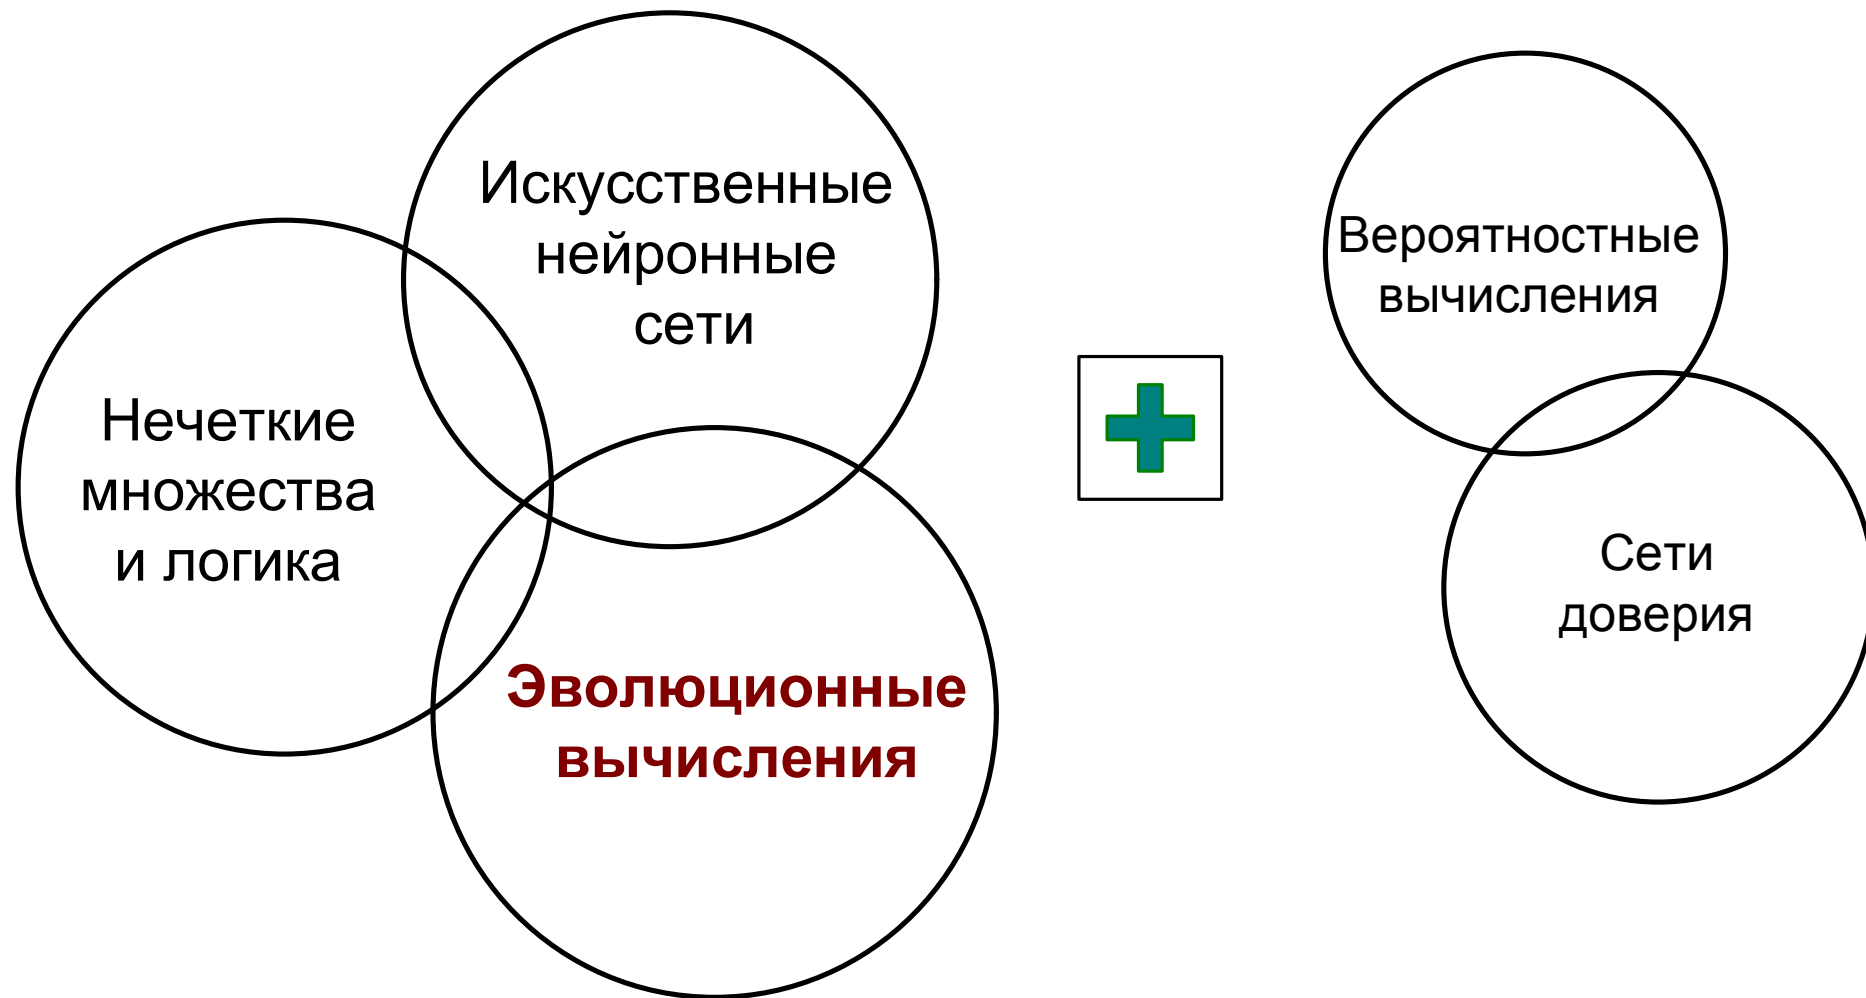 Искусственные
нейронные
сети
Нечеткие
множества
и логика
Эволюционные
вычисления
Вероятностные
вычисления
Сети
доверия